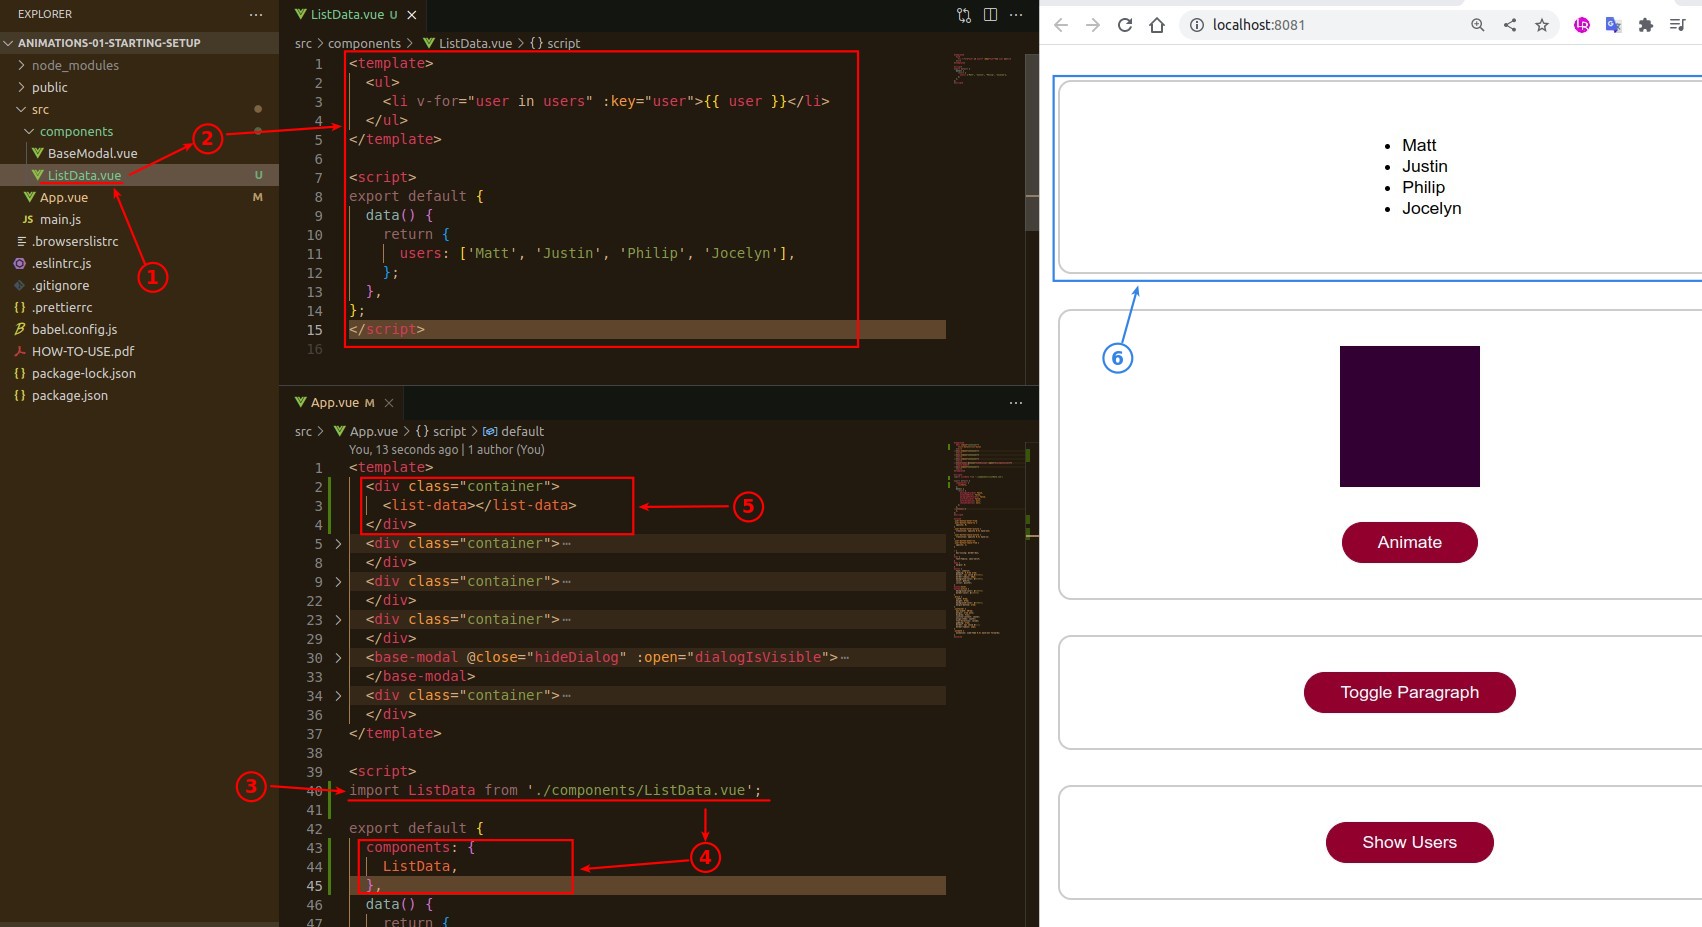 EXPLORER
ANIMATIONS-01-STARTING-SETUP
node_modules
public
src
components
BaseModal.vue
ListData.vue U
App.vue M
JS main.js
.browserslistrc
.eslintrc.js
.gitignore
{ } .prettierrc
babel.config.js
HOW-TO-USE.pdf
{ } package-lock.json
{ } package.json
1
2
ListData.vue U
src > components > ListData.vue > { } script
1 <template>
2 <ul>
3 <li v-for="user in users" :key="user">{{ user }}</li>
4 </ul>
5 </template>
6
7 <script>
8 export default {
9 data() {
10 return {
11 users: ['Matt', 'Justin', 'Philip', 'Jocelyn'],
12 };
13 },
14 };
15 </script>
16
App.vue M
src > App.vue > { } script > default
You, 13 seconds ago | 1 author (You)
1 <template>
2 <div class="container">
3 <list-data></list-data>
4 </div>
5 <div class="container">⋯
8 </div>
9 <div class="container">⋯
22 </div>
23 <div class="container">⋯
29 </div>
30 <base-modal @close="hideDialog" :open="dialogIsVisible">⋯
33 </base-modal>
34 <div class="container">⋯
36 </div>
37 </template>
38
39 <script>
40 import ListData from './components/ListData.vue';
41
42 export default {
43 components: {
44 ListData,
45 },
46 data() {
47 return {
5
3
4
localhost:8081
Matt
Justin
Philip
Jocelyn
6
Animate
Toggle Paragraph
Show Users